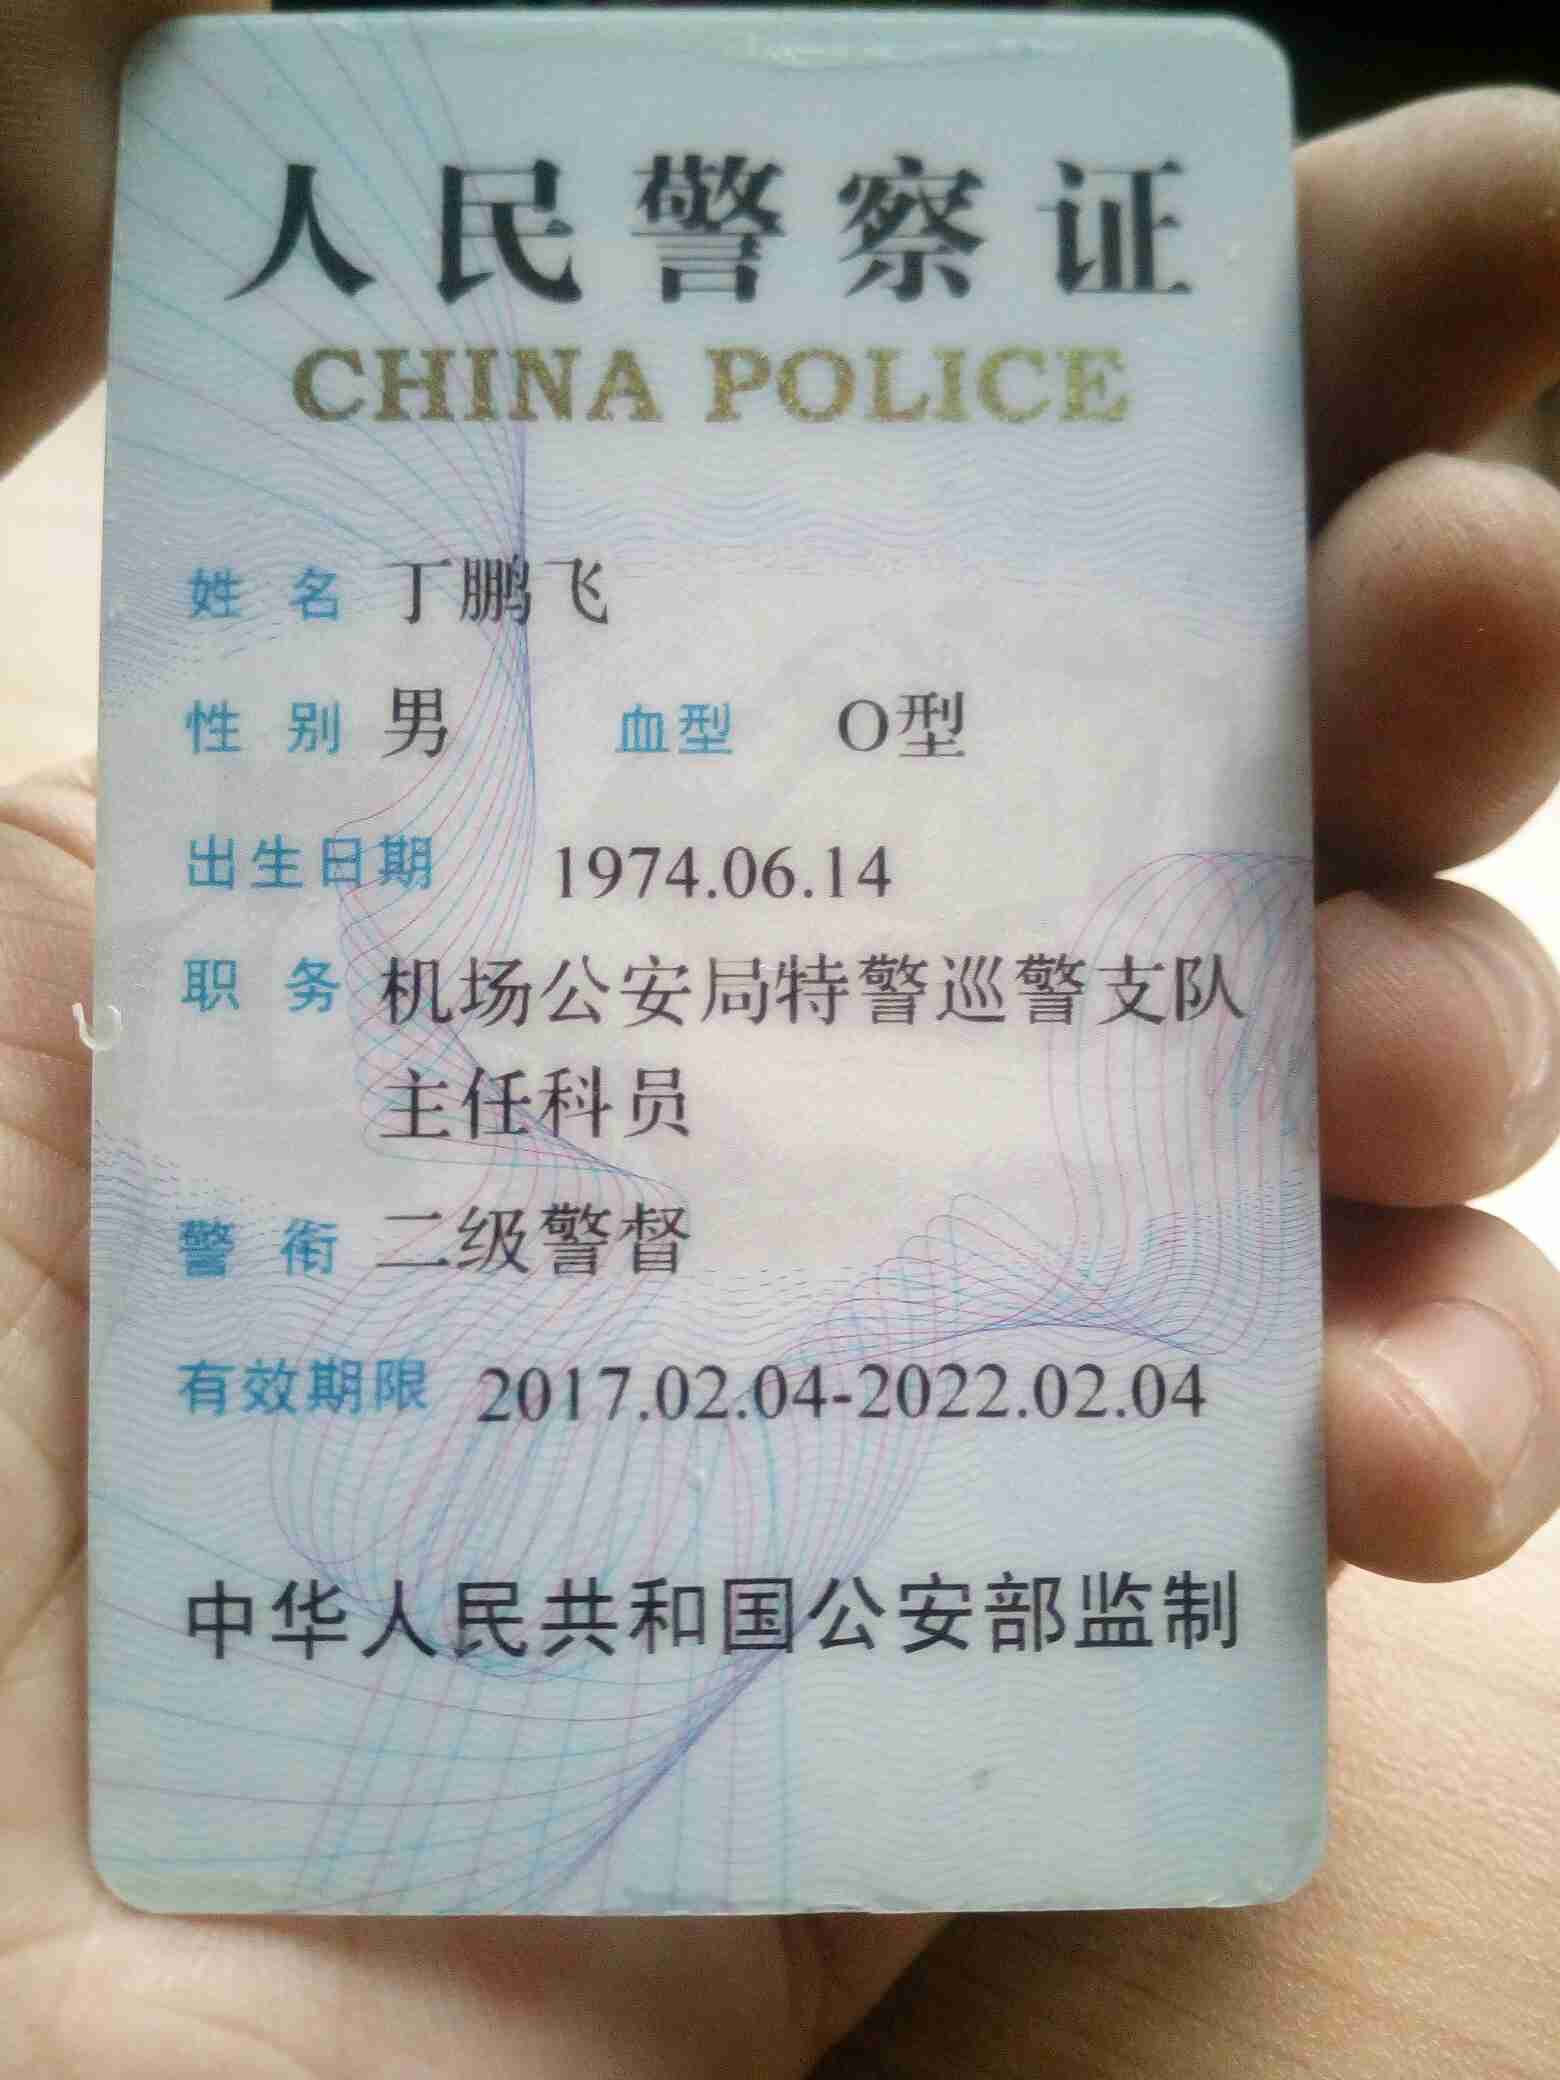 人民警察证
CHINA POLICE
姓 名 丁鹏飞
性 别 男 血型 O型
出生日期 1974.06.14
职 务 机场公安局特警巡警支队
主任科员
警 衔 二级警督
有效期限 2017.02.04-2022.02.04
中华人民共和国公安部监制